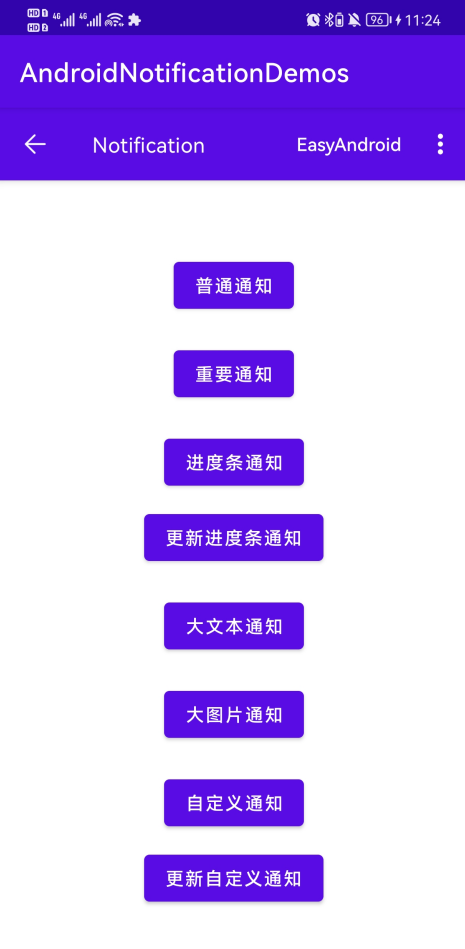 HD 1 4G 4G 96 11:24
HD 2
AndroidNotificationDemos
Notification EasyAndroid
普通通知
重要通知
进度条通知
更新进度条通知
大文本通知
大图片通知
自定义通知
更新自定义通知